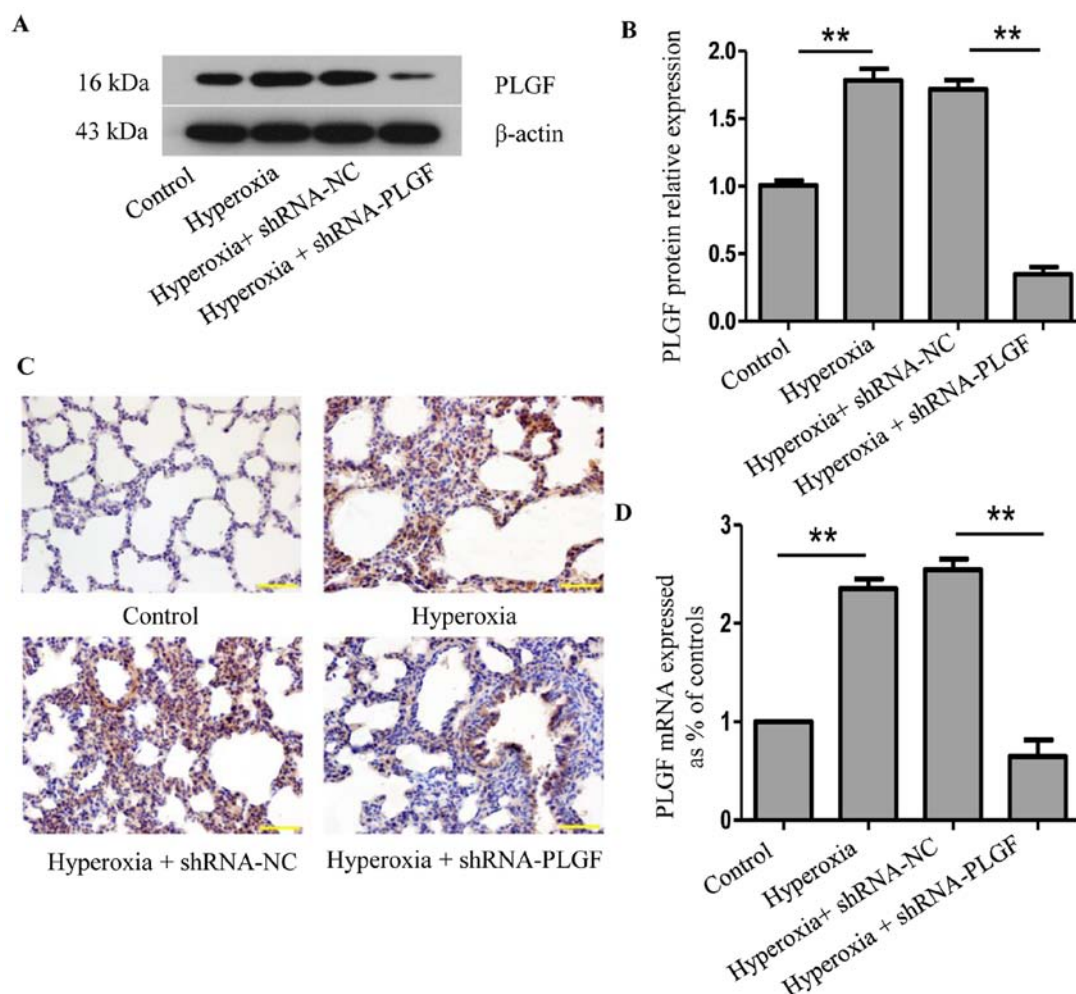 A
16 kDa
PLGF
43 kDa
β-actin
Control
Hyperoxia
Hyperoxia+ shRNA-NC
Hyperoxia + shRNA-PLGF
B
PLGF protein relative expression
2.0
1.5
1.0
0.5
0.0
**
**
Control
Hyperoxia
Hyperoxia+ shRNA-NC
Hyperoxia + shRNA-PLGF
C
Control
Hyperoxia
Hyperoxia + shRNA-NC
Hyperoxia + shRNA-PLGF
D
PLGF mRNA expressed
as % of controls
3
2
1
0
**
**
Control
Hyperoxia
Hyperoxia+ shRNA-NC
Hyperoxia + shRNA-PLGF